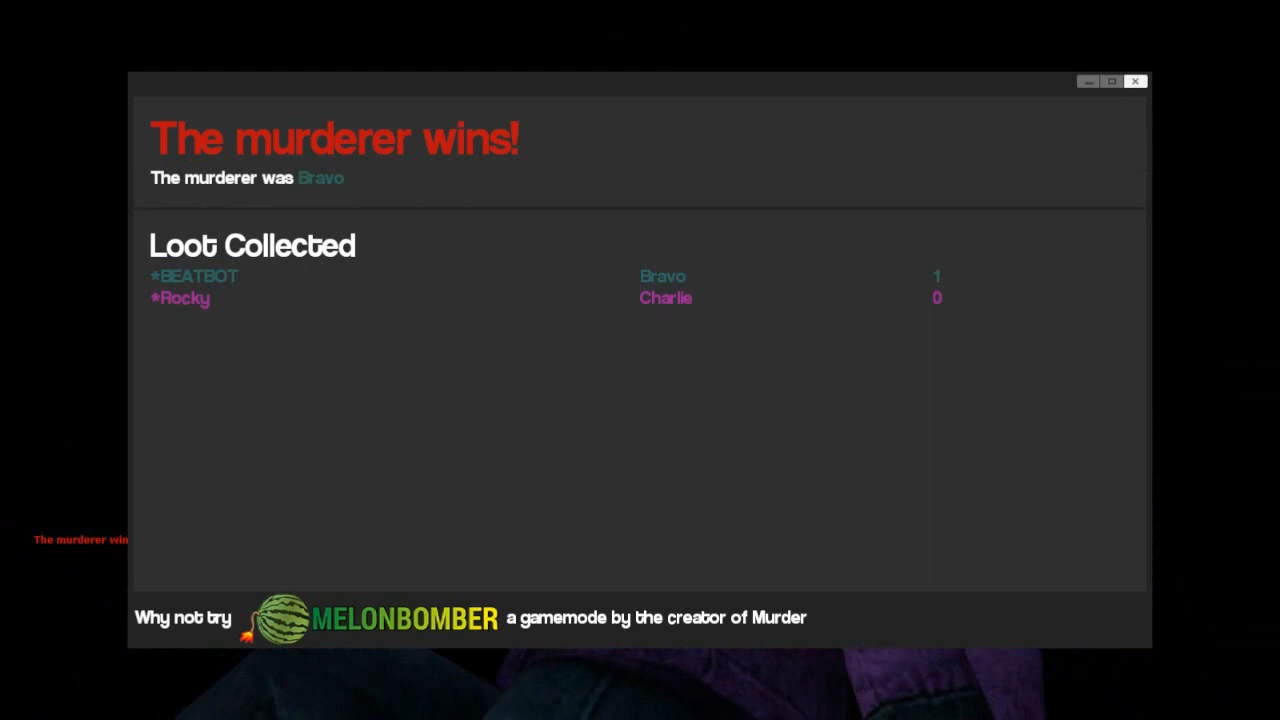 The murderer wins!
The murderer was Bravo
Loot Collected
*BEATBOT Bravo 1
*Rocky Charlie 0
The murderer win
Why not try MELONBOMBER a gamemode by the creator of Murder